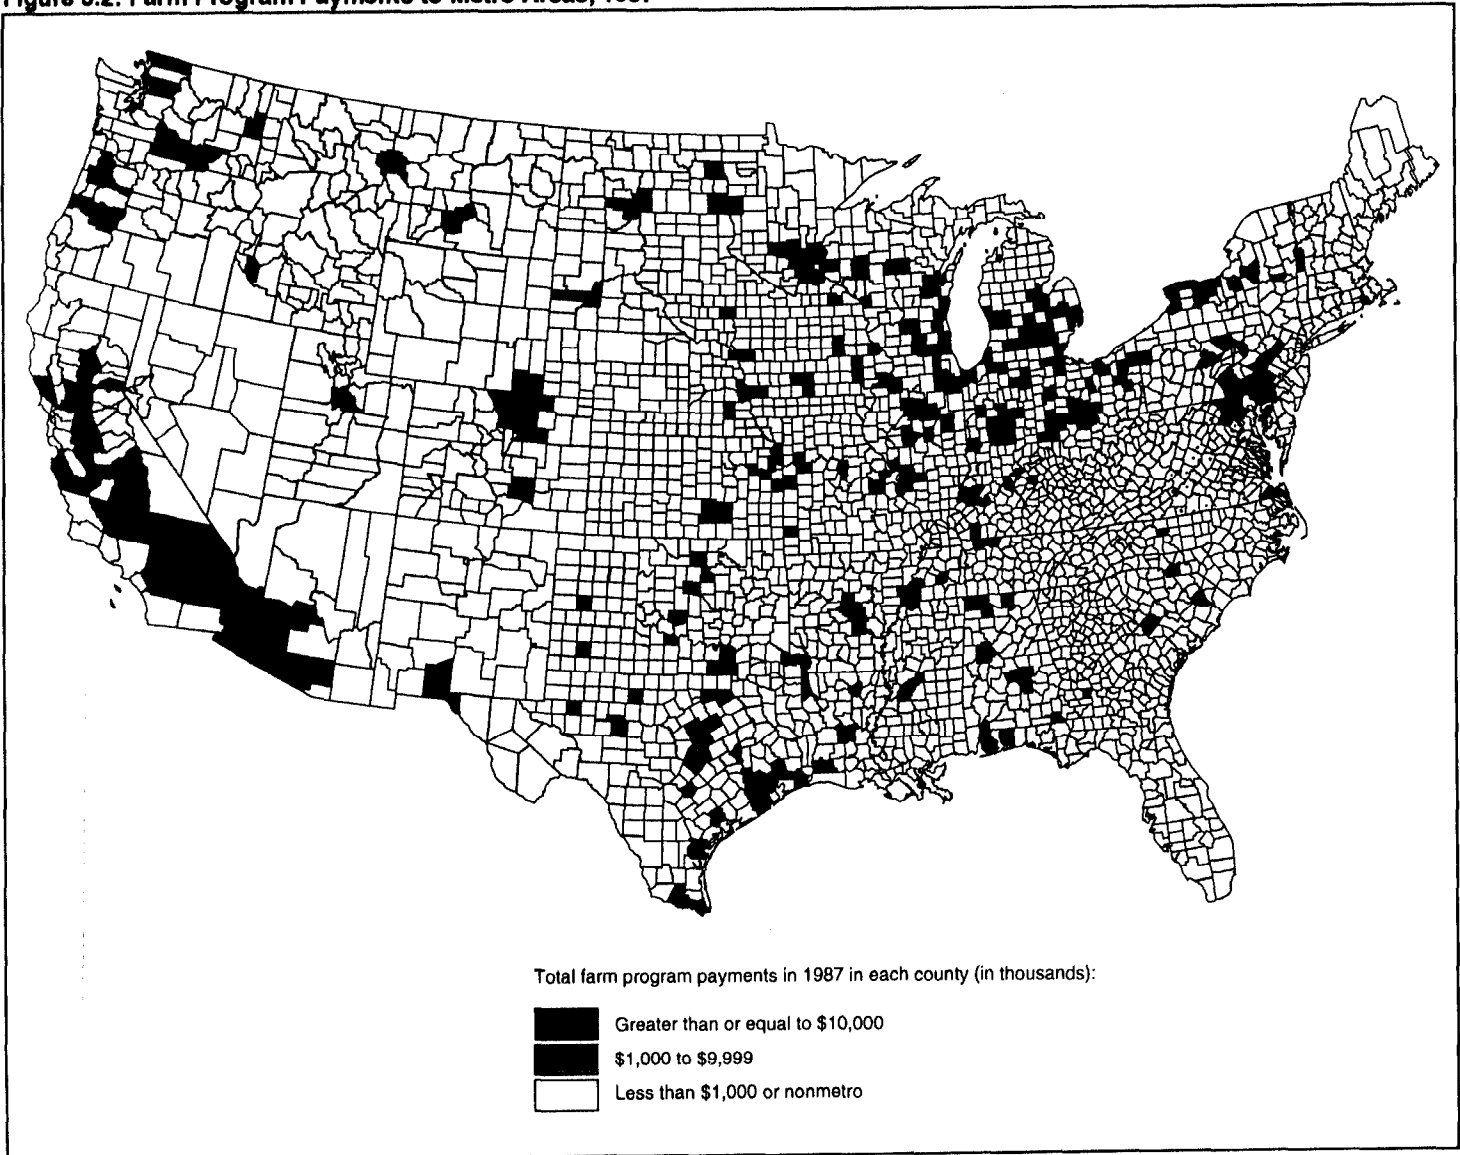 Total farm program payments in 1987 in each county (in thousands):
Greater than or equal to $10,000
$1,000 to $9,999
Less than $1,000 or nonmetro